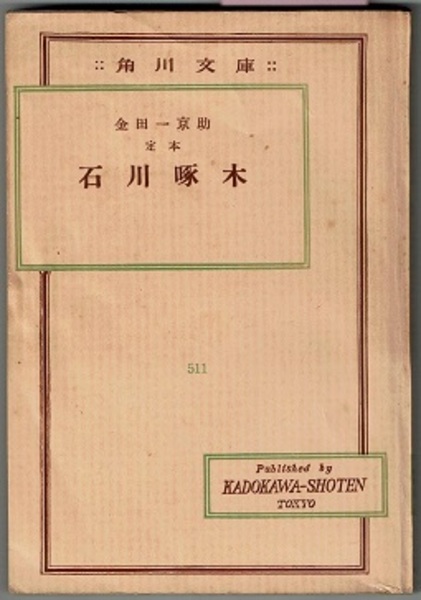 :: 角川文庫 ::
金田一京助
定本
石川啄木
511
Published by
KADOKAWA-SHOTEN
TOKYO